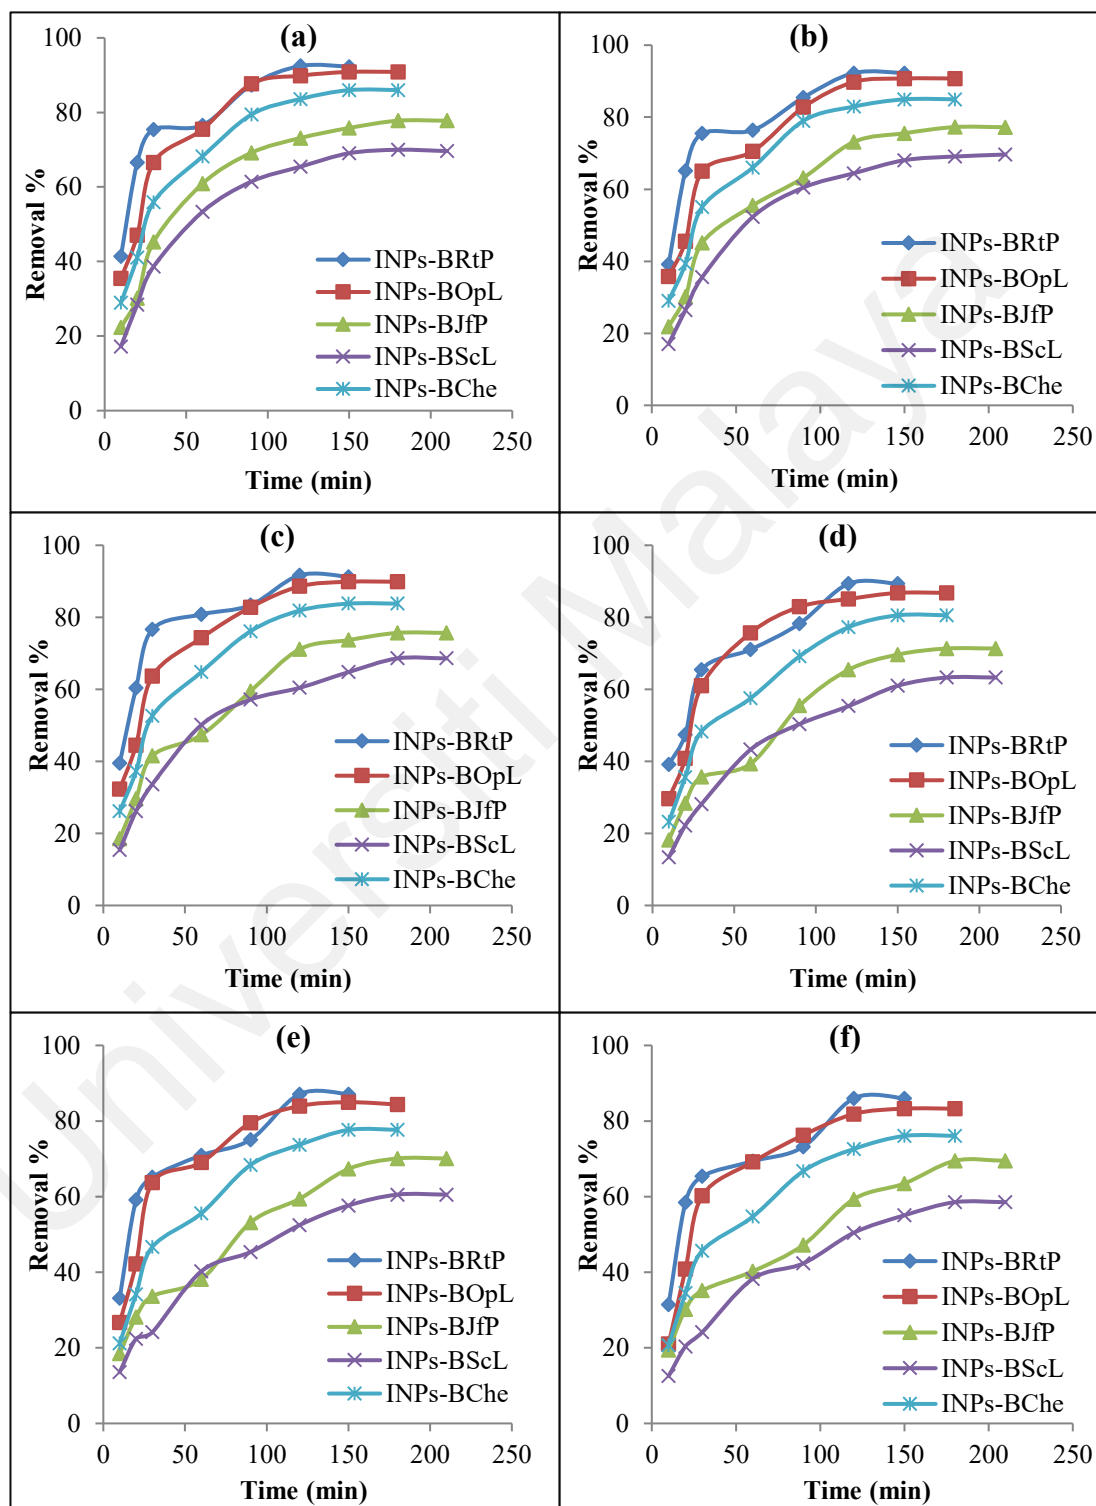 (a)
Removal %
100
80
60
40
20
0
INPs-BRtP
INPs-BOpL
INPs-BJfP
INPs-BScL
INPs-BChe
0 50 100 150 200 250
Time (min)
(b)
Removal %
100
80
60
40
20
0
INPs-BRtP
INPs-BOpL
INPs-BJfP
INPs-BScL
INPs-BChe
0 50 100 150 200 250
Time (min)
(c)
Removal %
100
80
60
40
20
0
INPs-BRtP
INPs-BOpL
INPs-BJfP
INPs-BScL
INPs-BChe
0 50 100 150 200 250
Time (min)
(d)
Removal %
100
80
60
40
20
0
INPs-BRtP
INPs-BOpL
INPs-BJfP
INPs-BScL
INPs-BChe
0 50 100 150 200 250
Time (min)
(e)
Removal %
100
80
60
40
20
0
INPs-BRtP
INPs-BOpL
INPs-BJfP
INPs-BScL
INPs-BChe
0 50 100 150 200 250
Time (min)
(f)
Removal %
100
80
60
40
20
0
INPs-BRtP
INPs-BOpL
INPs-BJfP
INPs-BScL
INPs-BChe
0 50 100 150 200 250
Time (min)
Universiti Malaya